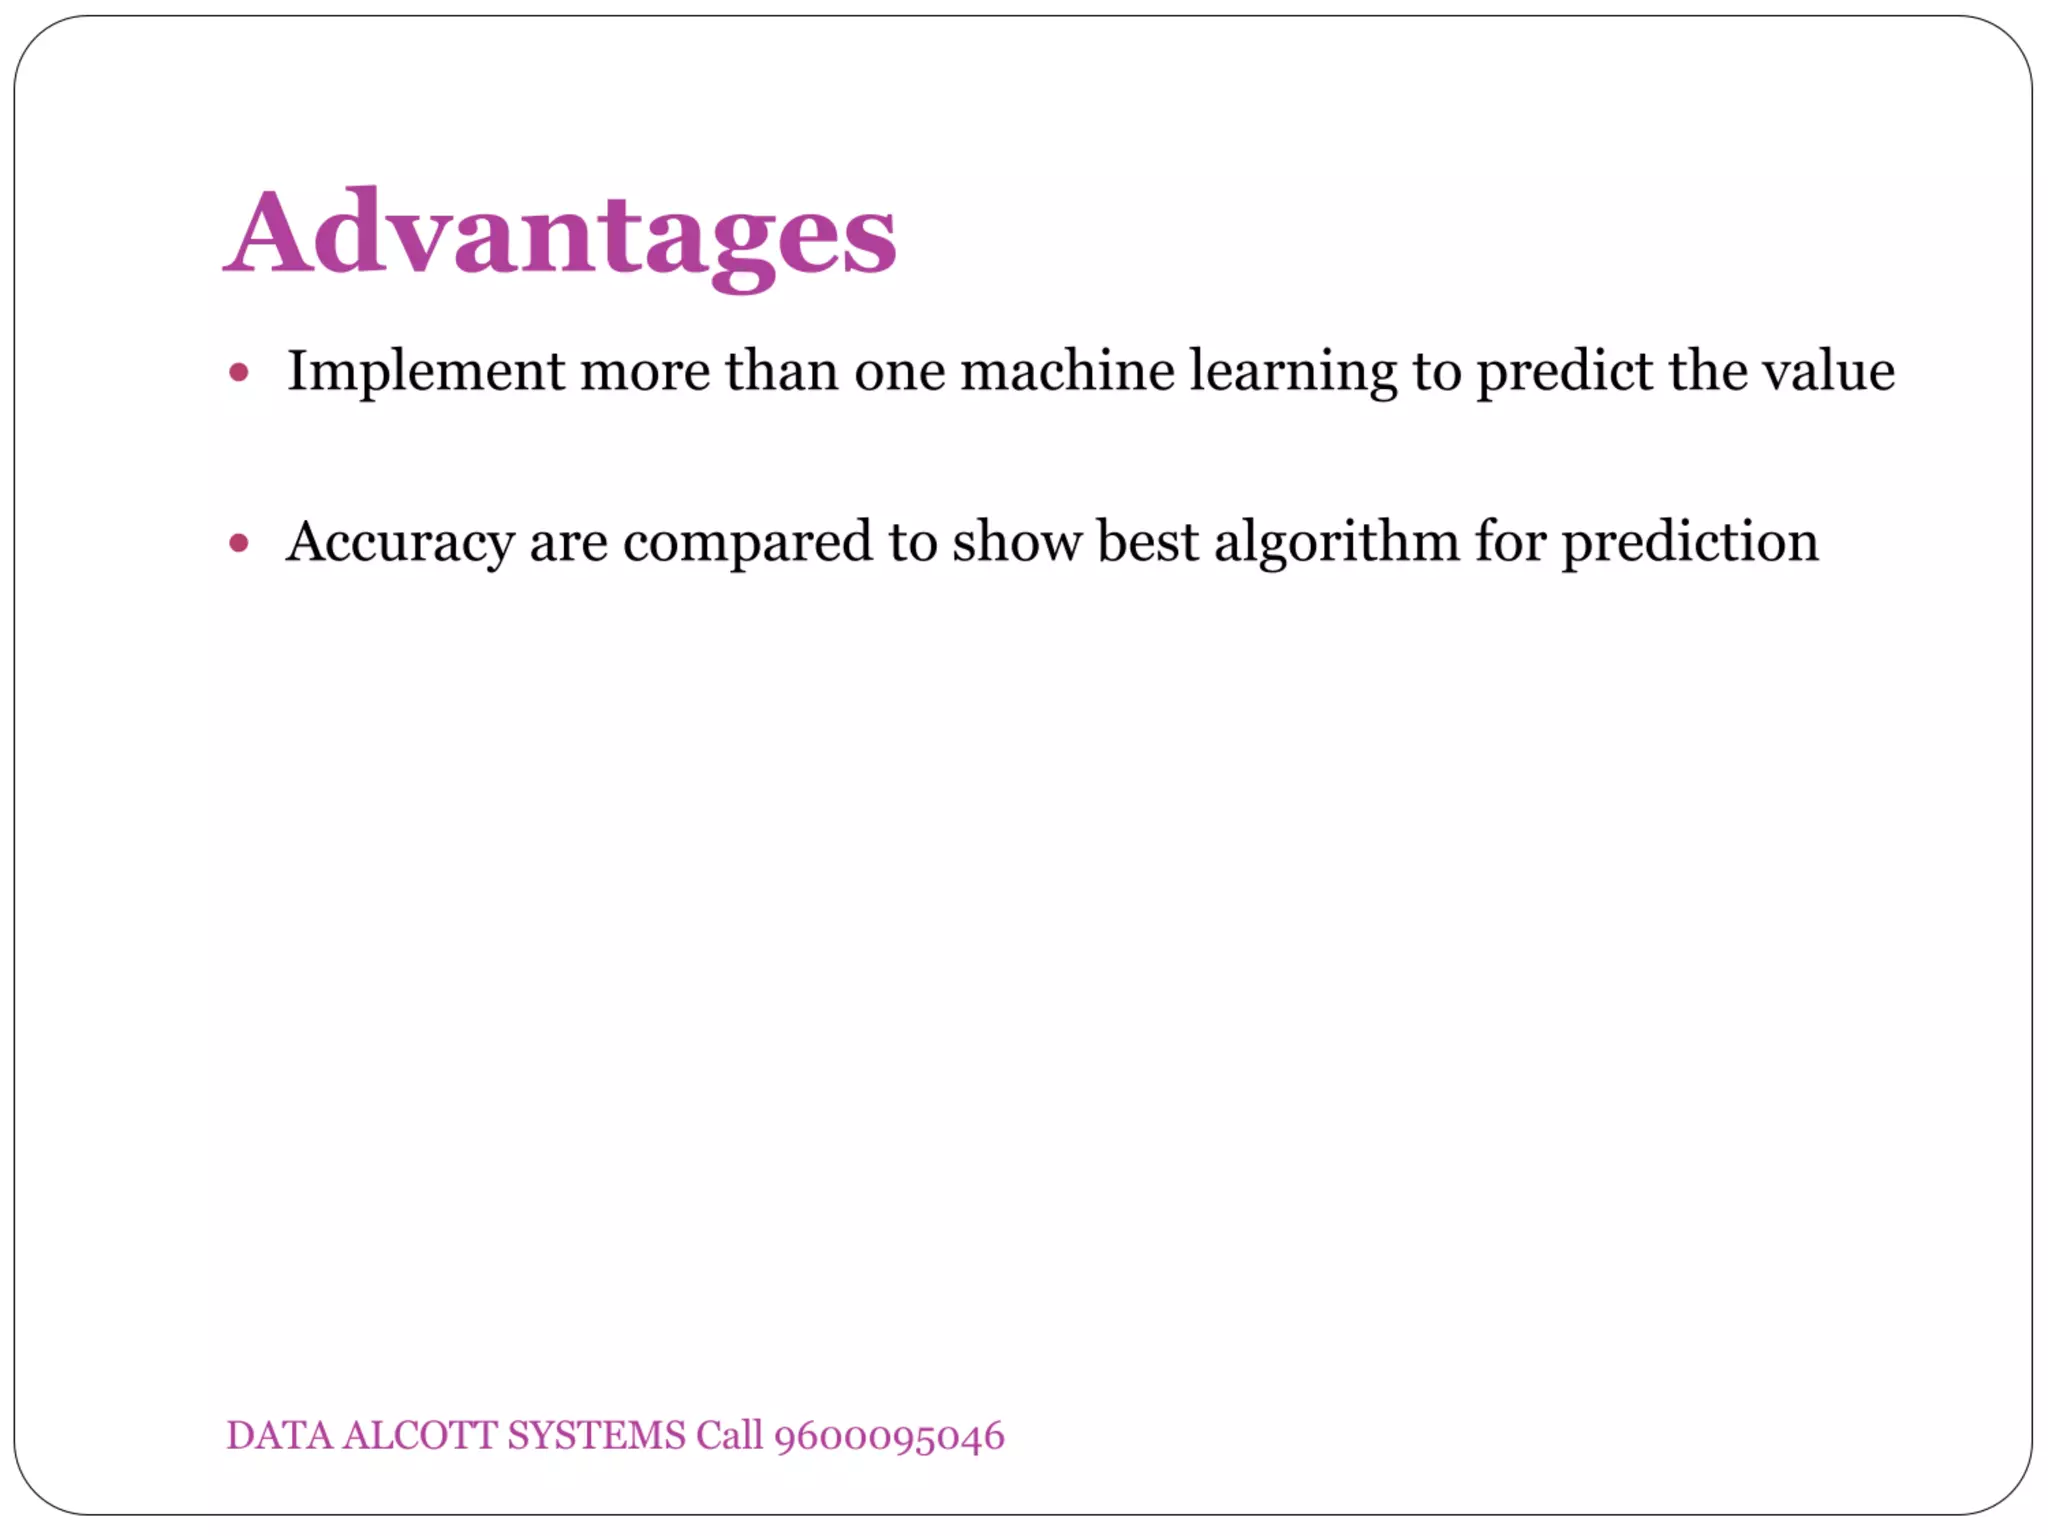 Advantages
• Implement more than one machine learning to predict the value
• Accuracy are compared to show best algorithm for prediction
DATA ALCOTT SYSTEMS Call 9600095046